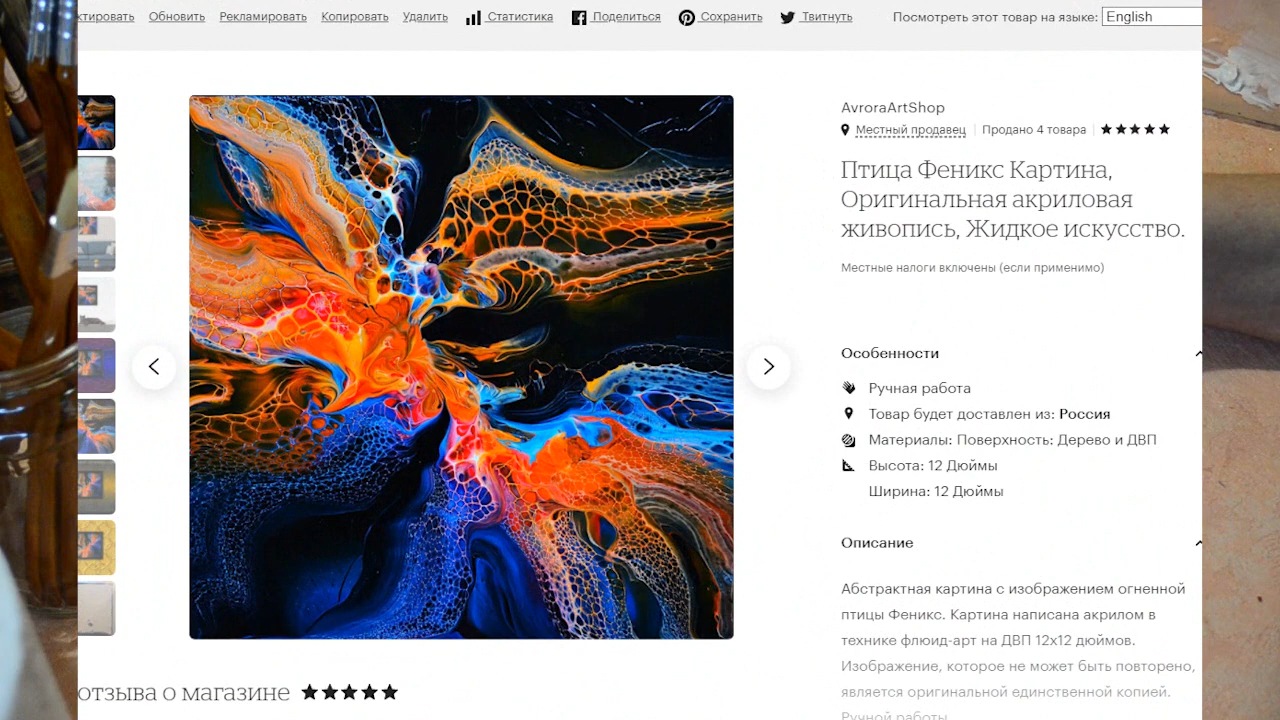 Обновить Рекламировать Копировать Удалить Статистика Поделиться Сохранить Твитнуть Посмотреть этот товар на языке: English
AvroraArtShop
Местный продавец Продано 4 товара
Птица Феникс Картина,
Оригинальная акриловая
живопись, Жидкое искусство.
Местные налоги включены (если применимо)
Особенности
Ручная работа
Товар будет доставлен из: Россия
Материалы: Поверхность: Дерево и ДВП
Высота: 12 Дюймы
Ширина: 12 Дюймы
Описание
Абстрактная картина с изображением огненной
птицы Феникс. Картина написана акрилом в
технике флюид-арт на ДВП 12х12 дюймов.
Изображение, которое не может быть повторено,
является оригинальной единственной копией.
Ручной работы
отзыва о магазине